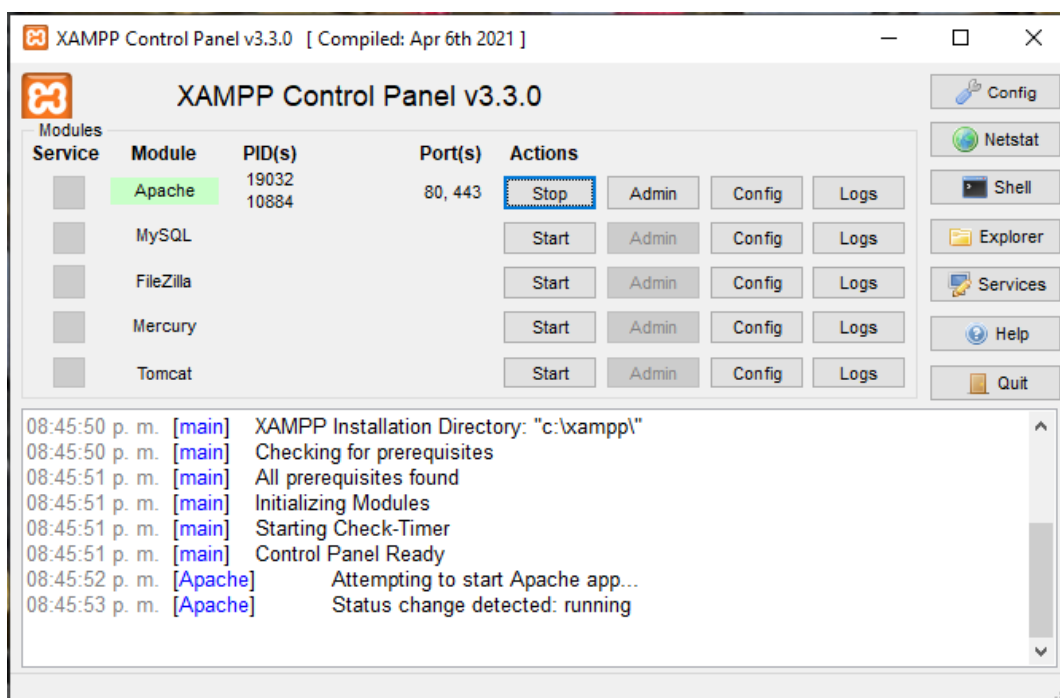 XAMPP Control Panel v3.3.0 [ Compiled: Apr 6th 2021 ]
XAMPP Control Panel v3.3.0
Config
Modules
Netstat
Service Module PID(s) Port(s) Actions
Apache 19032 10884 80, 443 Stop Admin Config Logs
Shell
MySQL Start Admin Config Logs
Explorer
FileZilla Start Admin Config Logs
Services
Mercury Start Admin Config Logs
Help
Tomcat Start Admin Config Logs
Quit
08:45:50 p. m. [main] XAMPP Installation Directory: "c:\xampp\"
08:45:50 p. m. [main] Checking for prerequisites
08:45:51 p. m. [main] All prerequisites found
08:45:51 p. m. [main] Initializing Modules
08:45:51 p. m. [main] Starting Check-Timer
08:45:51 p. m. [main] Control Panel Ready
08:45:52 p. m. [Apache] Attempting to start Apache app...
08:45:53 p. m. [Apache] Status change detected: running